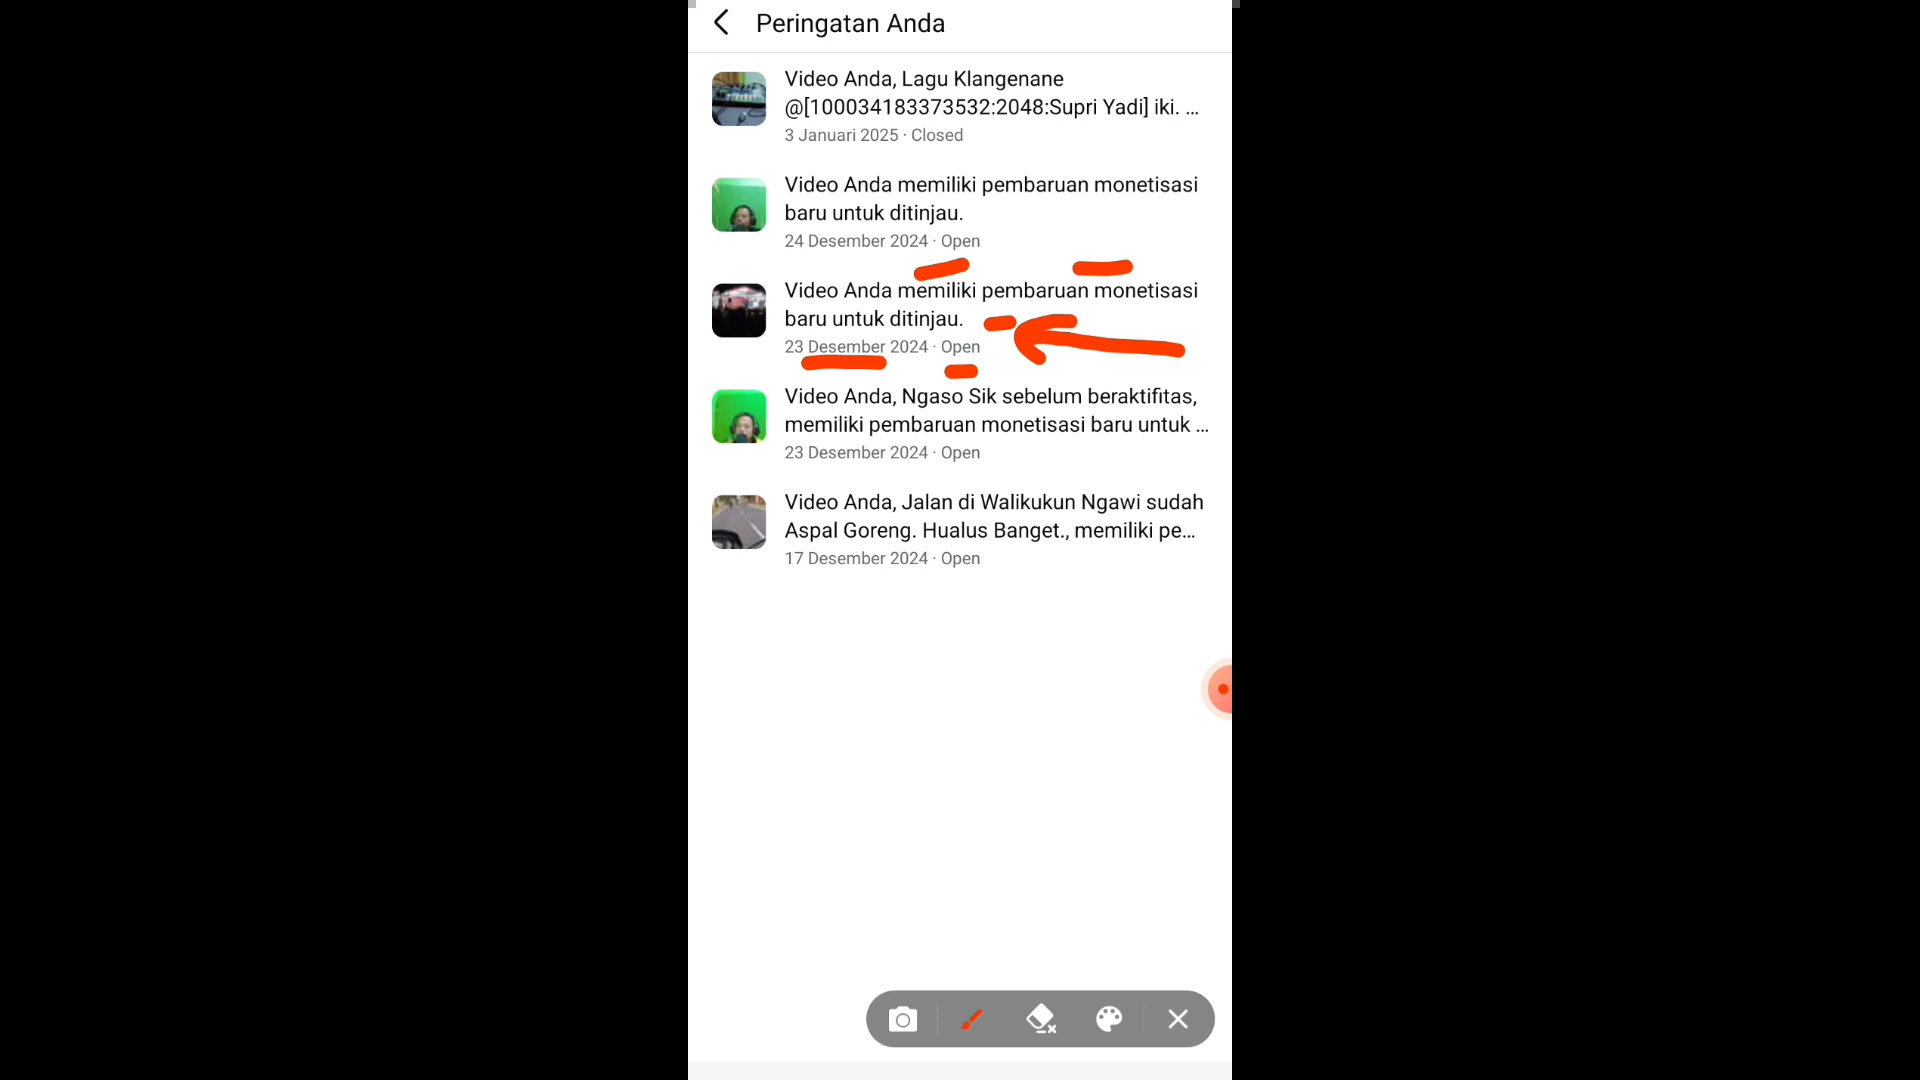 Peringatan Anda
Video Anda, Lagu Klangenane
@[100034183373532:2048:Supri Yadi] iki. ...
3 Januari 2025 · Closed
Video Anda memiliki pembaruan monetisasi
baru untuk ditinjau.
24 Desember 2024 · Open
Video Anda memiliki pembaruan monetisasi
baru untuk ditinjau.
23 Desember 2024 · Open
Video Anda, Ngaso Sik sebelum beraktifitas,
memiliki pembaruan monetisasi baru untuk ...
23 Desember 2024 · Open
Video Anda, Jalan di Walikukun Ngawi sudah
Aspal Goreng. Hualus Banget., memiliki pe...
17 Desember 2024 · Open